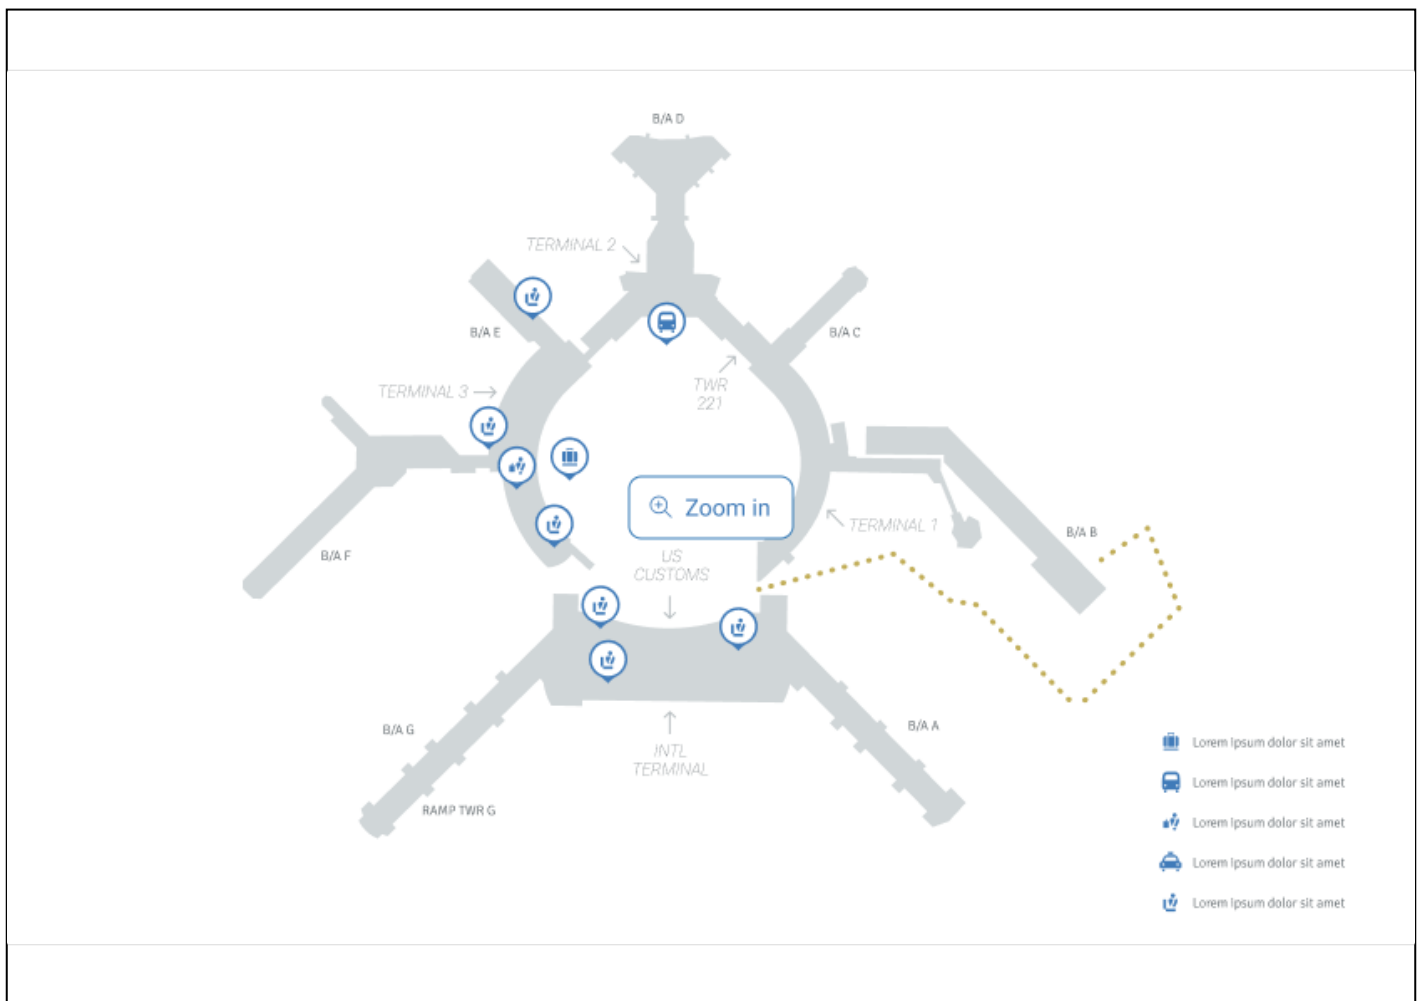 B/A D
TERMINAL 2
B/A E
B/A C
TERMINAL 3
TWR
221
Zoom in
TERMINAL 1
B/A B
B/A F
US
CUSTOMS
B/A G
B/A A
INTL
TERMINAL
RAMP TWR G
Lorem Ipsum dolor sit amet
Lorem Ipsum dolor sit amet
Lorem Ipsum dolor sit amet
Lorem Ipsum dolor sit amet
Lorem Ipsum dolor sit amet